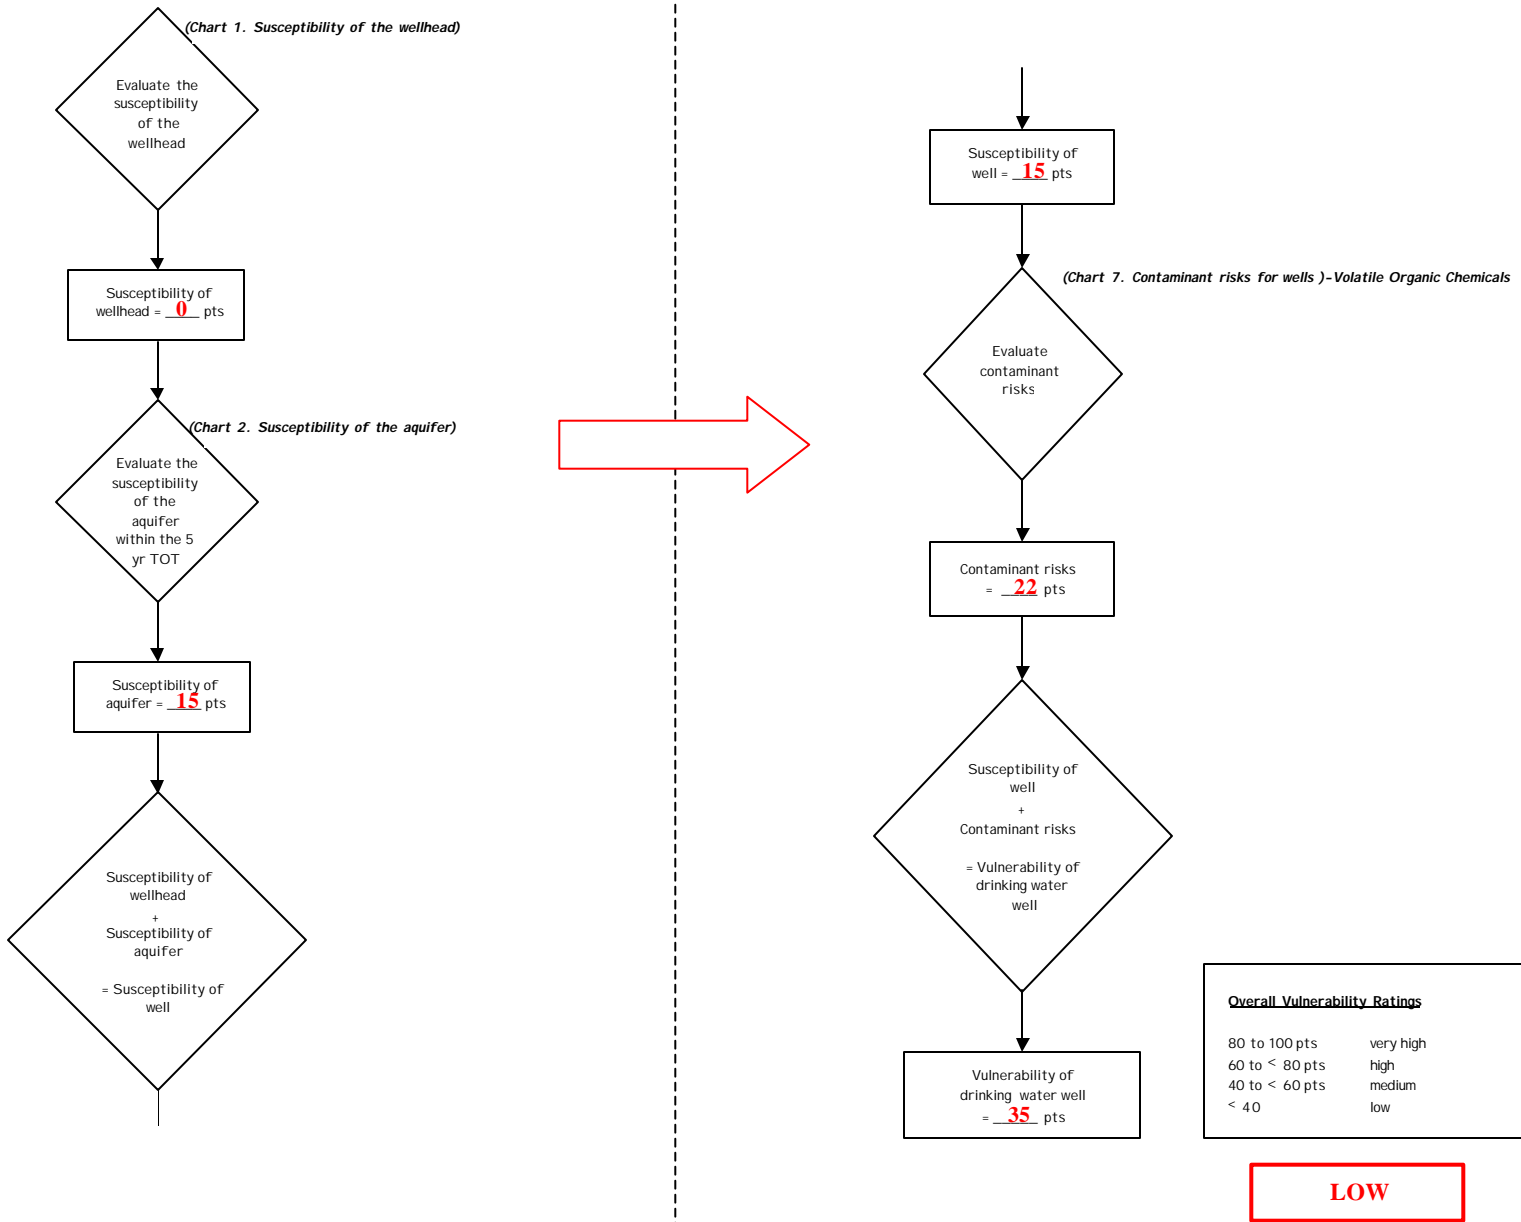 (Chart 1. Susceptibility of the wellhead)
Evaluate the
susceptibility
of the
wellhead
Susceptibility of
wellhead = 0 pts
(Chart 2. Susceptibility of the aquifer)
Evaluate the
susceptibility
of the
aquifer
within the 5
yr TOT
Susceptibility of
aquifer = 15 pts
Susceptibility of
wellhead
+
Susceptibility of
aquifer
= Susceptibility of
well
Susceptibility of
well = 15 pts
(Chart 7. Contaminant risks for wells )-Volatile Organic Chemicals
Evaluate
contaminant
risks
Contaminant risks
= 22 pts
Susceptibility of
well
+
Contaminant risks
= Vulnerability of
drinking water
well
Vulnerability of
drinking water well
= 35 pts
Overall Vulnerability Ratings
80 to 100 pts very high
60 to < 80 pts high
40 to < 60 pts medium
< 40 low
LOW